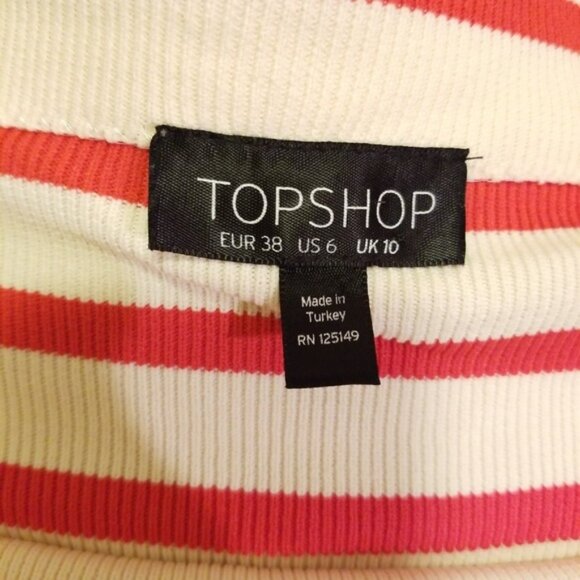 TOPSHOP
EUR 38 US 6 UK 10
Made in
Turkey
RN 125149